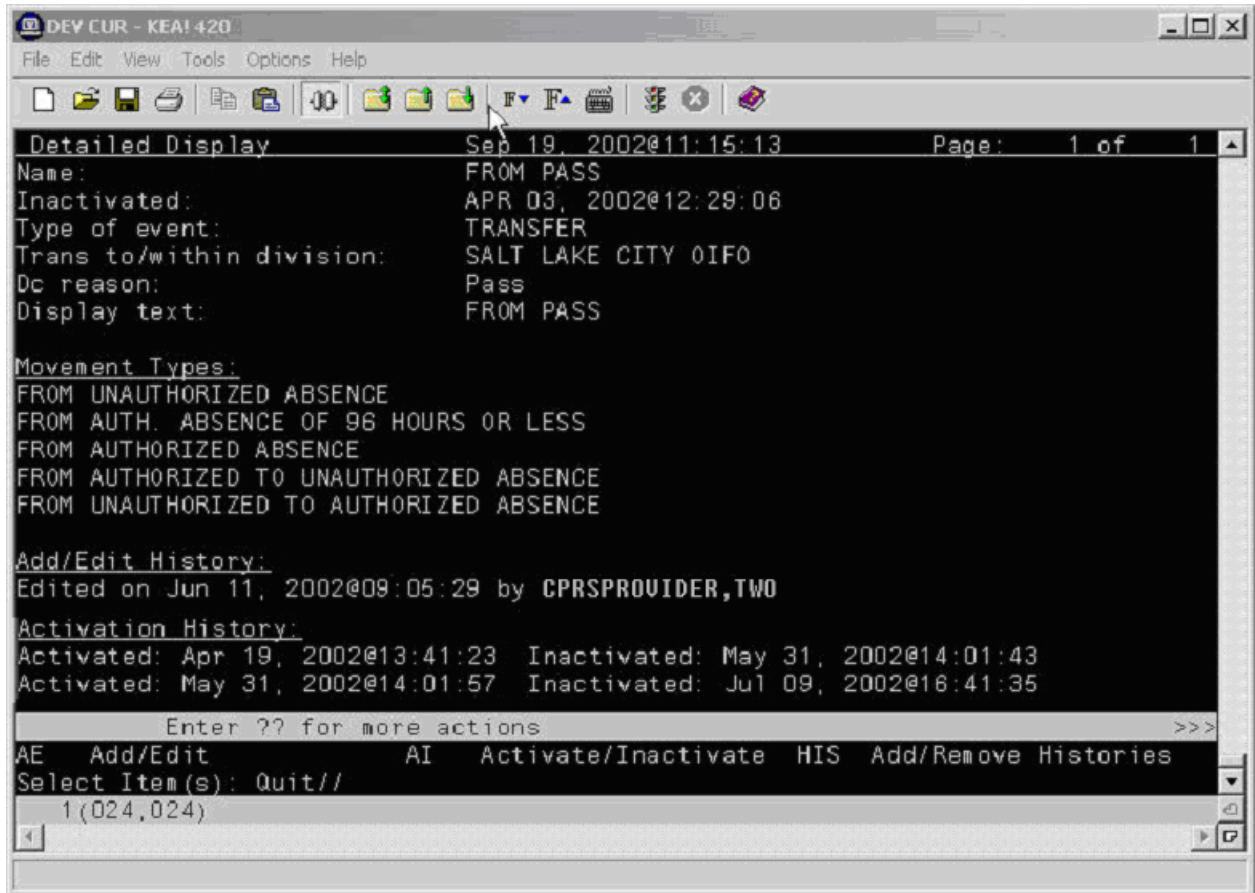 DEV CUR - KEA! 420
File Edit View Tools Options Help
F F
Detailed Display Sep 19, 2002@11:15:13 Page: 1 of 1
Name: FROM PASS
Inactivated: APR 03, 2002@12:29:06
Type of event: TRANSFER
Trans to/within division: SALT LAKE CITY OIFO
Dc reason: Pass
Display text: FROM PASS
Movement Types:
FROM UNAUTHORIZED ABSENCE
FROM AUTH. ABSENCE OF 96 HOURS OR LESS
FROM AUTHORIZED ABSENCE
FROM AUTHORIZED TO UNAUTHORIZED ABSENCE
FROM UNAUTHORIZED TO AUTHORIZED ABSENCE
Add/Edit History:
Edited on Jun 11, 2002@09:05:29 by CPRSPROVIDER,TWO
Activation History:
Activated: Apr 19, 2002@13:41:23 Inactivated: May 31, 2002@14:01:43
Activated: May 31, 2002@14:01:57 Inactivated: Jul 09, 2002@16:41:35
Enter ?? for more actions >>>
AE Add/Edit AI Activate/Inactivate HIS Add/Remove Histories
Select Item(s): Quit//
1(024,024)